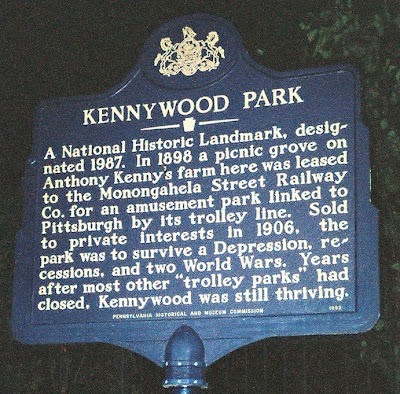 KENNYWOOD PARK
A National Historic Landmark, desig-
nated 1987. In 1898 a picnic grove on
Anthony Kenny's farm here was leased
to the Monongahela Street Railway
Co. for an amusement park linked to
Pittsburgh by its trolley line. Sold
to private interests in 1906, the
park was to survive a Depression, re-
cessions, and two World Wars. Years
after most other "trolley parks" had
closed, Kennywood was still thriving.
PENNSYLVANIA HISTORICAL AND MUSEUM COMMISSION 1992